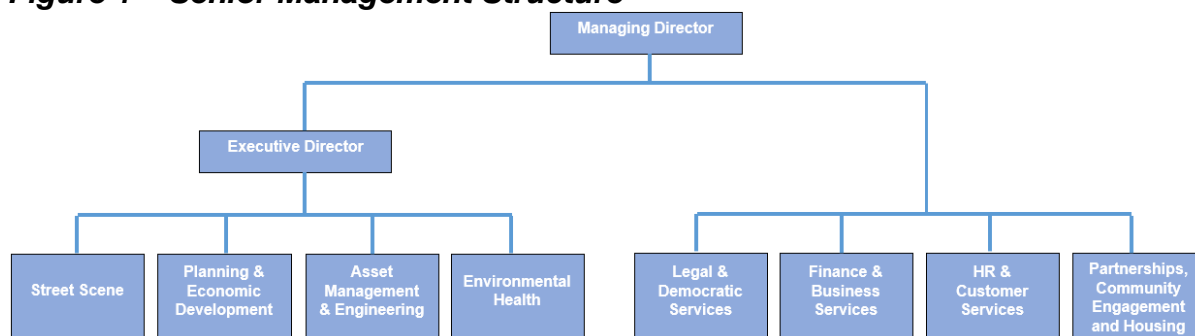 Managing Director
Executive Director
Street Scene
Planning &
Economic
Development
Asset
Management
& Engineering
Environmental
Health
Legal &
Democratic
Services
Finance &
Business
Services
HR &
Customer
Services
Partnerships,
Community
Engagement
and Housing